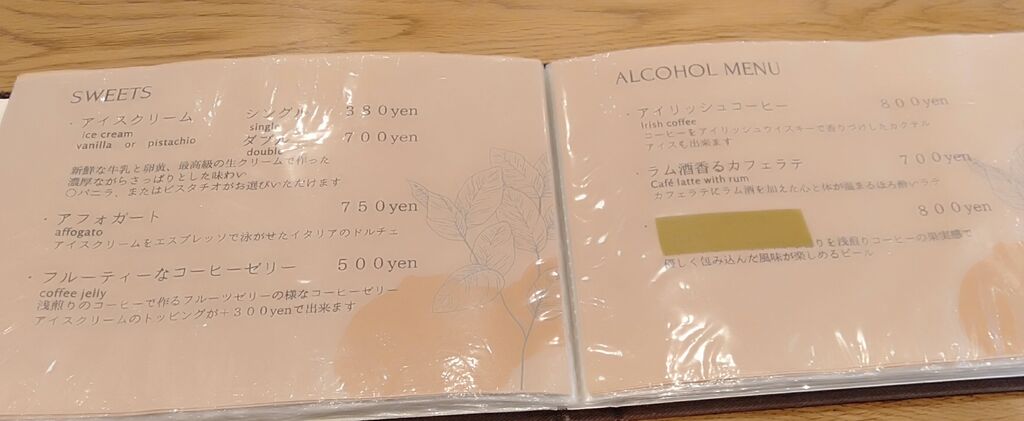 SWEETS
・アイスクリーム シングル 380yen
ice cream single
vanilla or pistachio ダブル 700yen
double
新鮮な牛乳と卵黄、最高級の生クリームで作った
濃厚ながらさっぱりとした味わい
〇バニラ、またはピスタチオがお選びいただけます
・アフォガート 750yen
affogato
アイスクリームをエスプレッソで泳がせたイタリアのドルチェ
・フルーティーなコーヒーゼリー 500yen
coffee jelly
浅煎りのコーヒーで作るフルーツゼリーの様なコーヒーゼリー
アイスクリームのトッピングが+300yenで出来ます
ALCOHOL MENU
・アイリッシュコーヒー 800yen
Irish coffee
コーヒーをアイリッシュウイスキーで香りづけしたカクテル
アイスも出来ます
・ラム酒香るカフェラテ 700yen
Café latte with rum
カフェラテにラム酒を加えた心と体が温まるほろ酔いラテ
・ 800yen
りを浅煎りコーヒーの果実感で
優しく包み込んだ風味が楽しめるビール